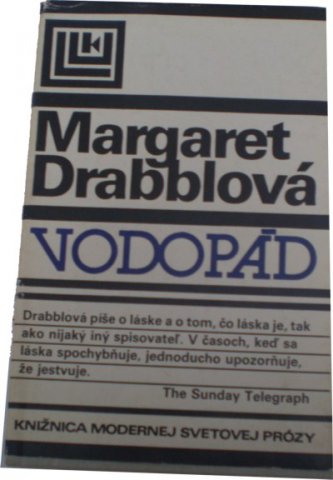 Margaret
Drabblová
VODOPÁD
Drabblová píše o láske a o tom, čo láska je, tak
ako nijaký iný spisovateľ. V časoch, keď sa
láska spochybňuje, jednoducho upozorňuje,
že jestvuje.
The Sunday Telegraph
KNIŽNICA MODERNEJ SVETOVEJ PRÓZY